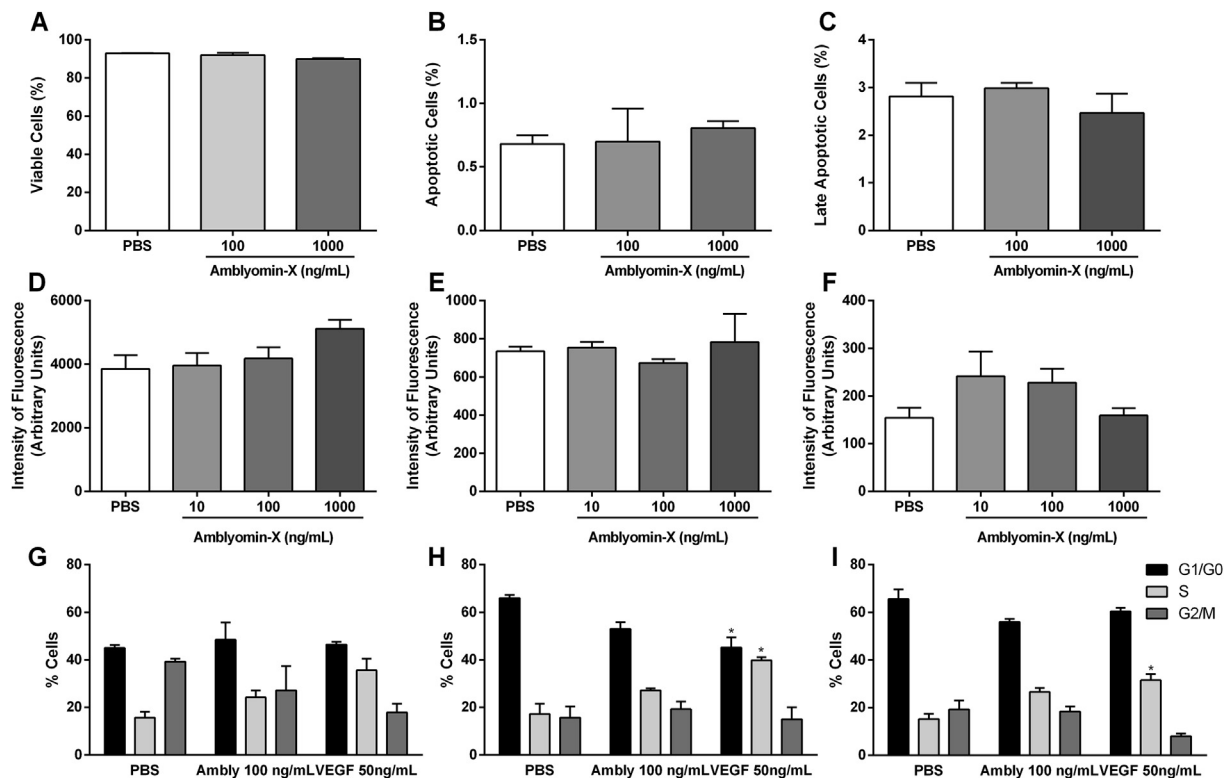 A
Viable Cells (%)
100
80
60
40
20
0
PBS
100
1000
Amblyomin-X (ng/mL)
B
Apoptotic Cells (%)
1.5
1.0
0.5
0.0
PBS
100
1000
Amblyomin-X (ng/mL)
C
Late Apoptotic Cells (%)
4
3
2
1
0
PBS
100
1000
Amblyomin-X (ng/mL)
D
Intensity of Fluorescence
(Arbitrary Units)
6000
4000
2000
0
PBS
10
100
1000
Amblyomin-X (ng/mL)
E
Intensity of Fluorescence
(Arbitrary Units)
1000
800
600
400
200
0
PBS
10
100
1000
Amblyomin-X (ng/mL)
F
Intensity of Fluorescence
(Arbitrary Units)
400
300
200
100
0
PBS
10
100
1000
Amblyomin-X (ng/mL)
G
% Cells
80
60
40
20
0
PBS
Ambly 100 ng/mL
VEGF 50ng/mL
H
% Cells
80
60
40
20
0
*
*
PBS
Ambly 100 ng/mL
VEGF 50ng/mL
I
% Cells
80
60
40
20
0
*
PBS
Ambly 100 ng/mL
VEGF 50ng/mL
G1/G0
S
G2/M